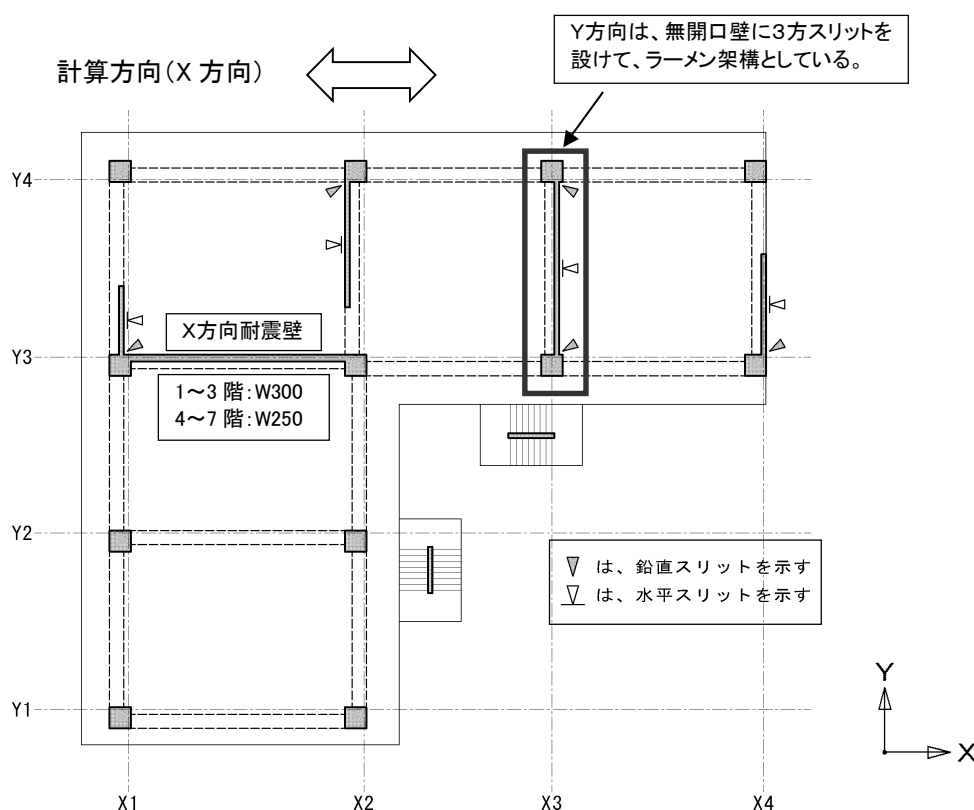 Y方向は、無開口壁に3方スリットを
設けて、ラーメン架構としている。
計算方向(X 方向)
Y4
X方向耐震壁
Y3
1～3 階:W300
4～7 階:W250
Y2
は、鉛直スリットを示す
は、水平スリットを示す
Y1
Y
X
X1
X2
X3
X4